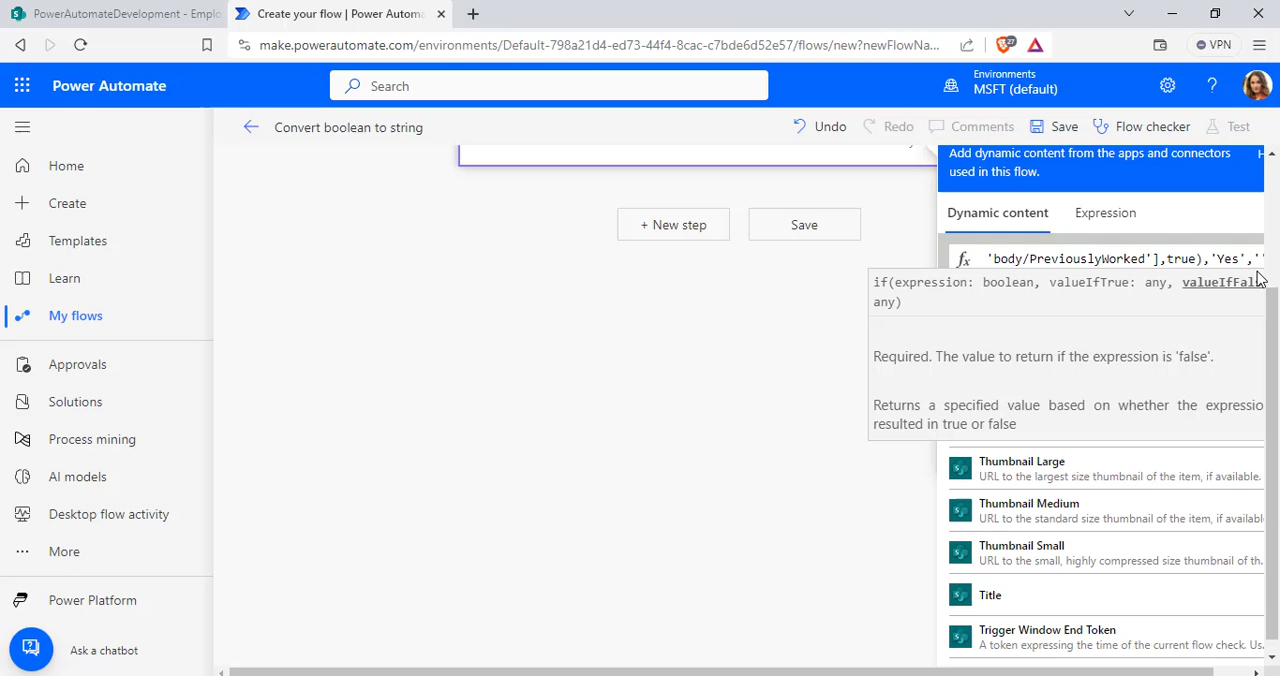 PowerAutomateDevelopment - Emplo
Create your flow | Power Automa
make.powerautomate.com/environments/Default-798a21d4-ed73-44f4-8cac-c7bde6d52e57/flows/new?newFlowNa...
27
VPN
Power Automate
Search
Environments
MSFT (default)
Convert boolean to string
Undo
Redo
Comments
Save
Flow checker
Test
Home
Create
Templates
Learn
My flows
Approvals
Solutions
Process mining
AI models
Desktop flow activity
More
Power Platform
Ask a chatbot
+ New step
Save
Add dynamic content from the apps and connectors
used in this flow.
Dynamic content
Expression
fx 'body/PreviouslyWorked'],true),'Yes',''
if(expression: boolean, valueIfTrue: any, valueIfFal
any)
Required. The value to return if the expression is 'false'.
Returns a specified value based on whether the expressio
resulted in true or false
Thumbnail Large
URL to the largest size thumbnail of the item, if available.
Thumbnail Medium
URL to the standard size thumbnail of the item, if availabl
Thumbnail Small
URL to the small, highly compressed size thumbnail of th.
Title
Trigger Window End Token
A token expressing the time of the current flow check. Us.